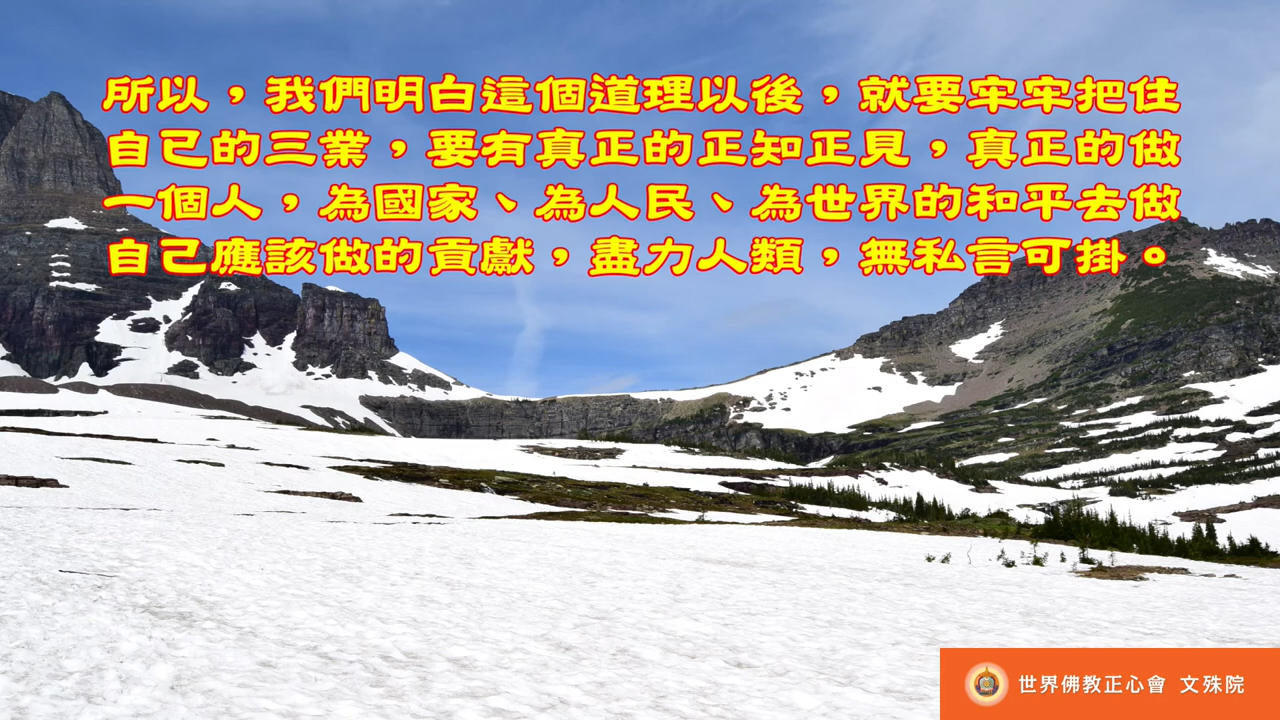 所以，我們明白這個道理以後，就要牢牢把住
自己的三業，要有真正的正知正見，真正的做
一個人，為國家、為人民、為世界的和平去做
自己應該做的貢獻，盡力人類，無私言可掛。
世界佛教正心會 文殊院